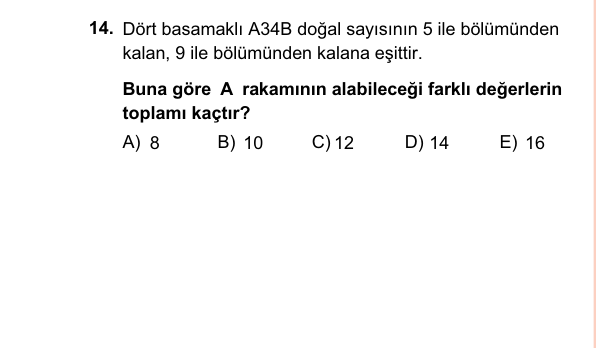 14. Dört basamaklı A34B doğal sayısının 5 ile bölümünden
kalan, 9 ile bölümünden kalana eşittir.
Buna göre A rakamının alabileceği farklı değerlerin
toplamı kaçtır?
A) 8 B) 10 C) 12 D) 14 E) 16